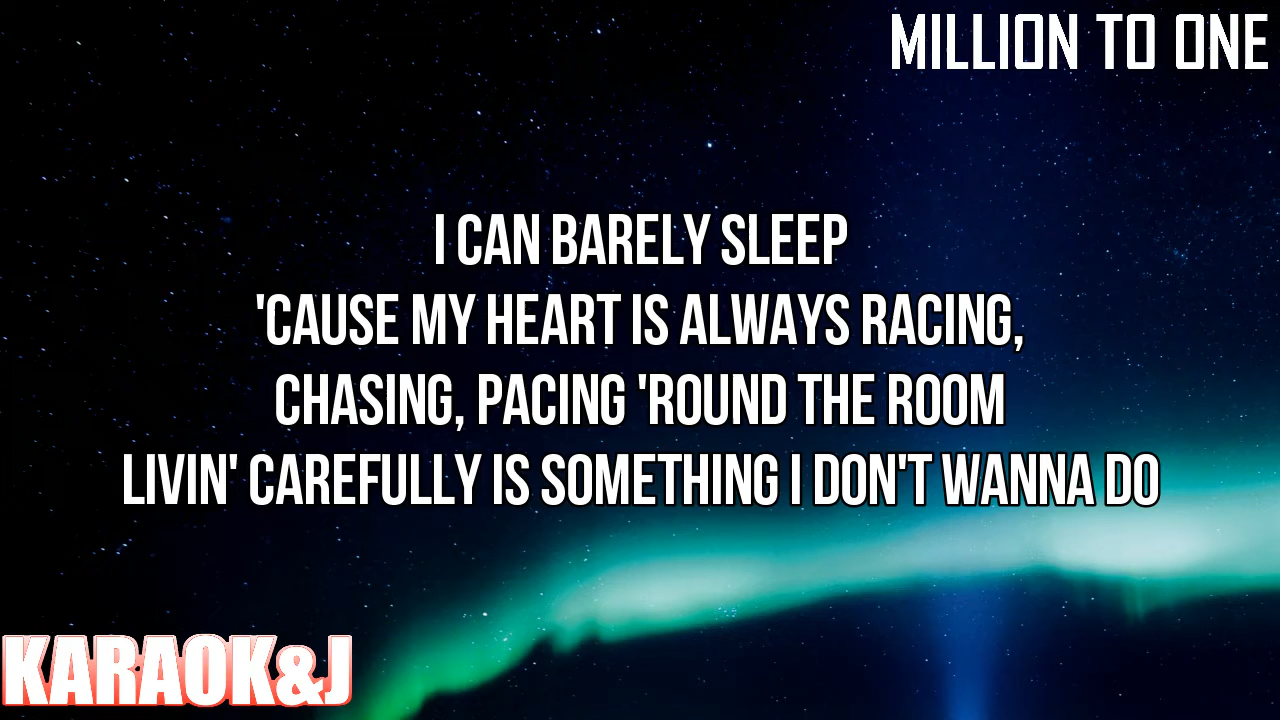 MILLION TO ONE
I CAN BARELY SLEEP
'CAUSE MY HEART IS ALWAYS RACING,
CHASING, PACING 'ROUND THE ROOM
LIVIN' CAREFULLY IS SOMETHING I DON'T WANNA DO
KARAOK&J